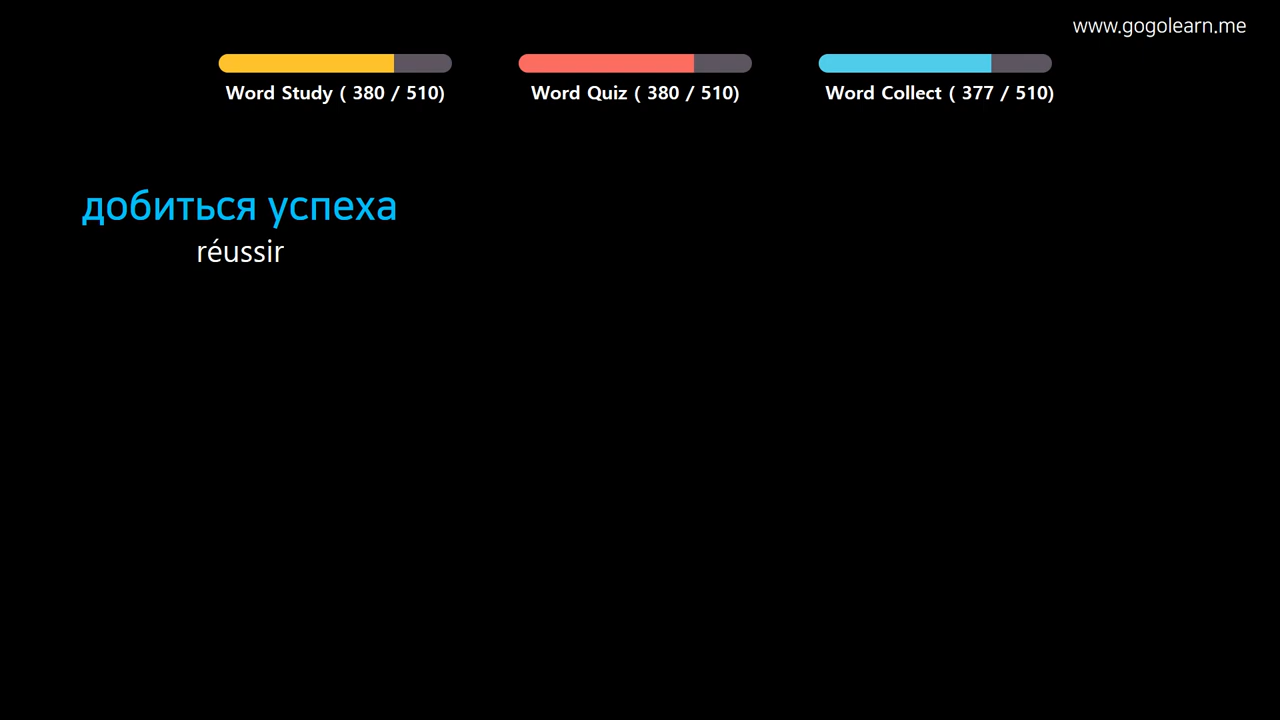 www.gogolearn.me
Word Study ( 380 / 510)
Word Quiz ( 380 / 510)
Word Collect ( 377 / 510)
добиться успеха
réussir